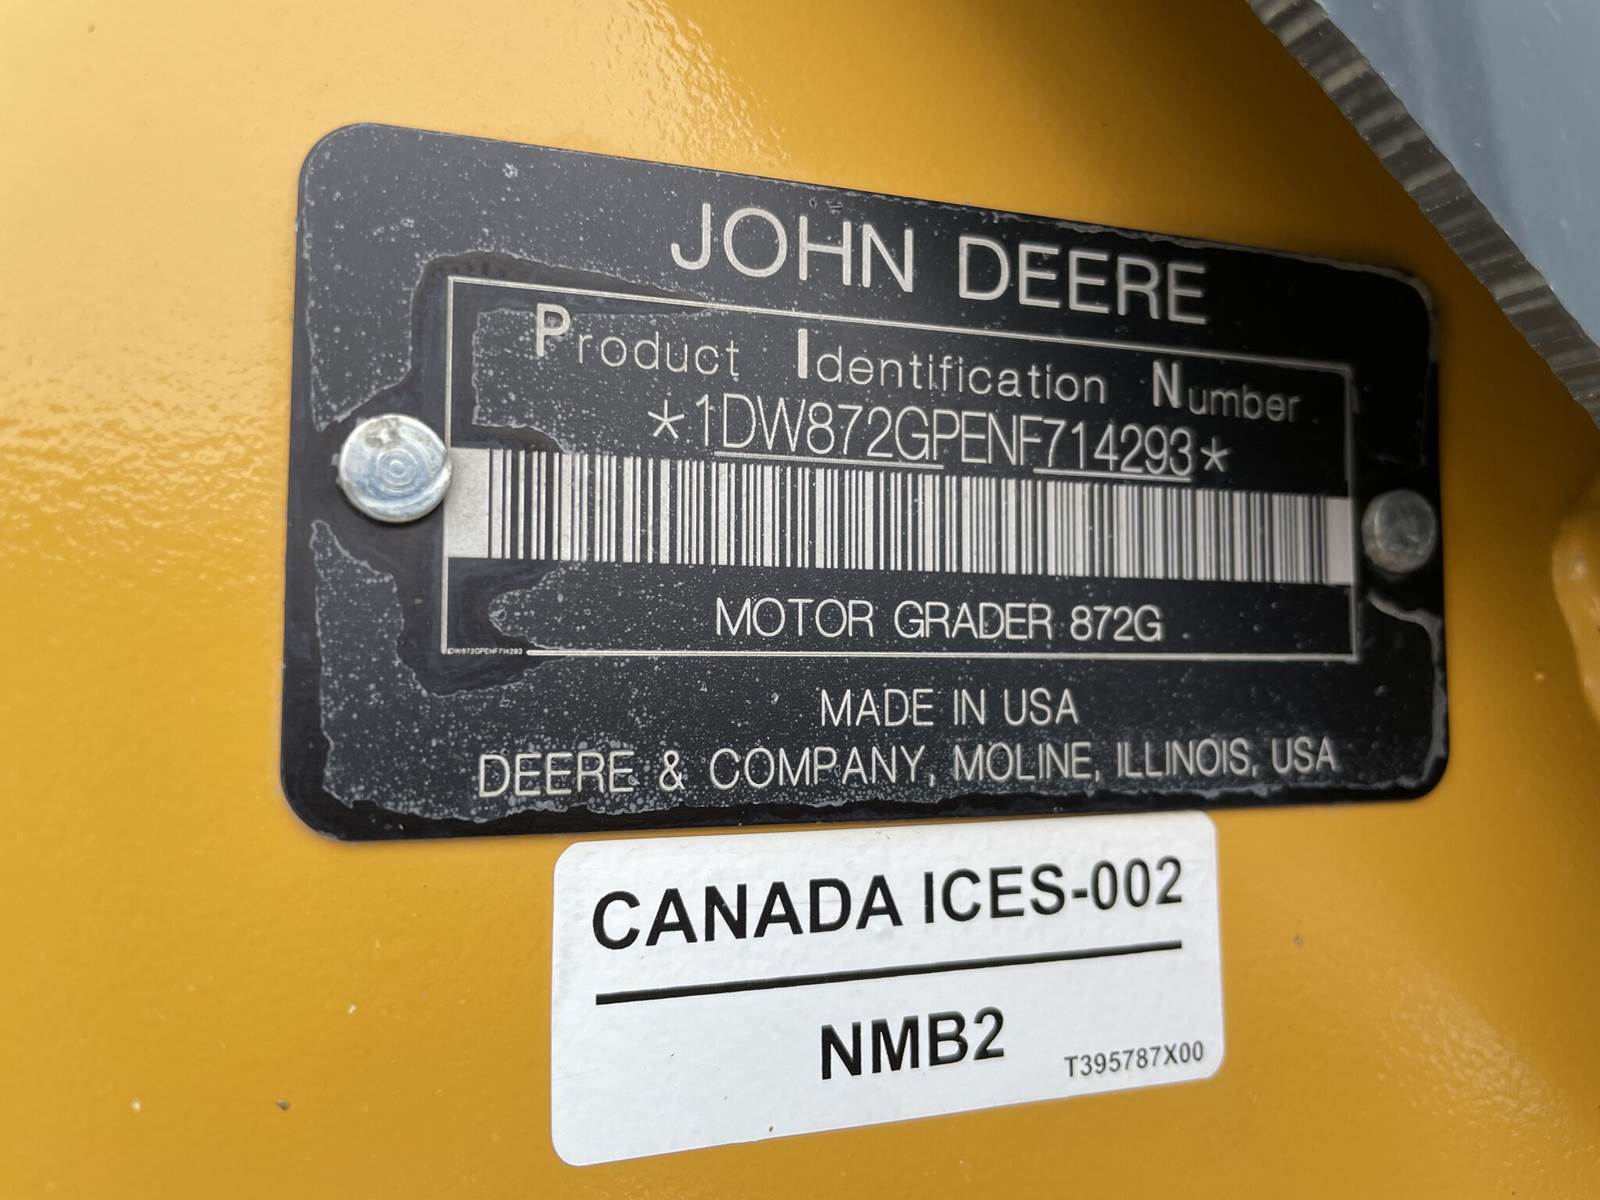 JOHN DEERE
Product Identification Number
*1DW872GPENF714293*
MOTOR GRADER 872G
1DW872GPENF714293
MADE IN USA
DEERE & COMPANY, MOLINE, ILLINOIS, USA
CANADA ICES-002
NMB2
T395787X00